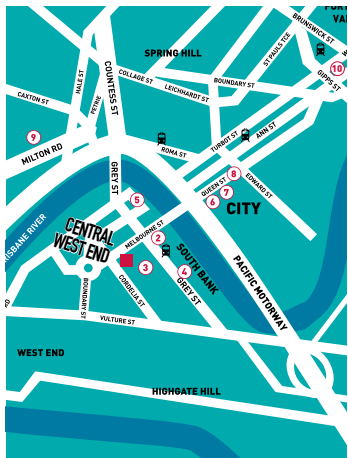 FORT
VAL
BRUNSWICK ST
ST PAULS TCE
SPRING HILL
10
GIPPS ST
COUNTESS ST
HALE ST
COLLAGE ST
BOUNDARY ST
LEICHHARDT ST
CAXTON ST
PETRIE
9
MILTON RD
ROMA ST
TURBOT ST
ANN ST
GREY ST
8
QUEEN ST
7
EDWARD ST
6
CITY
5
BRISBANE RIVER
CENTRAL
WEST END
MELBOURNE ST
2
SOUTH BANK
3
4
GREY ST
PACIFIC MOTORWAY
CORDELIA ST
BOUNDARY ST
RD
VULTURE ST
WEST END
HIGHGATE HILL